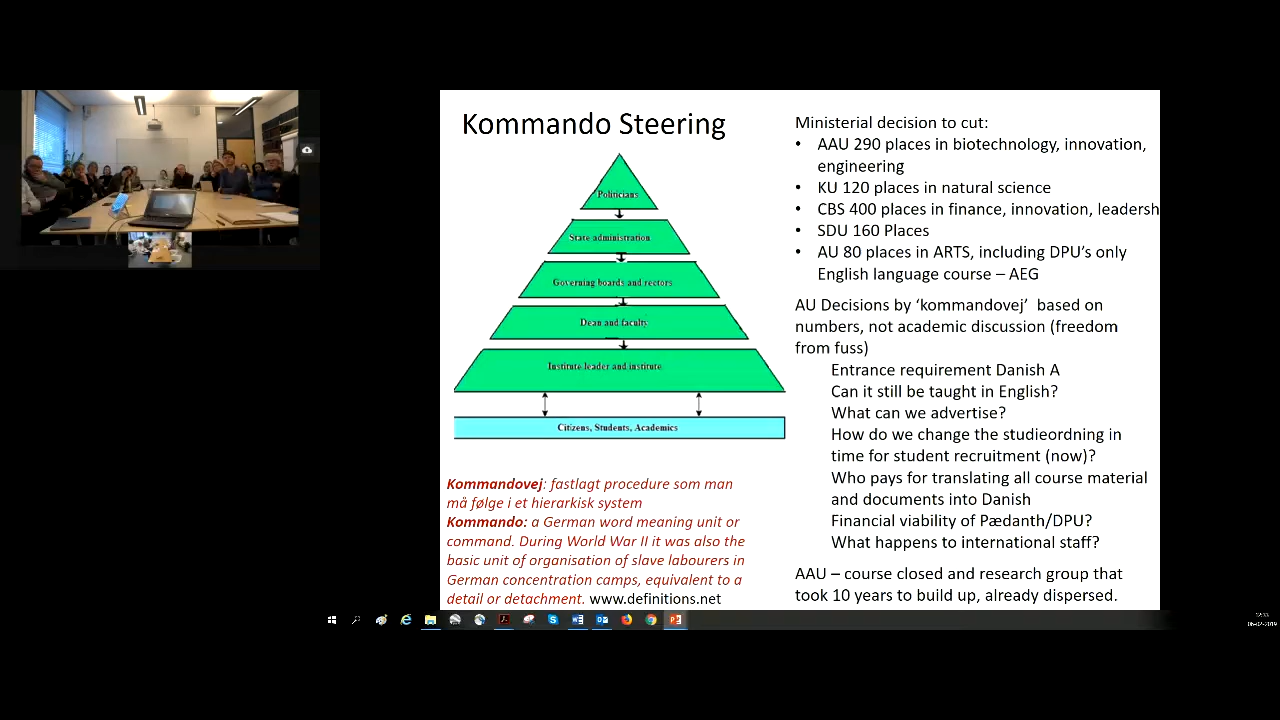 Kommando Steering
Politicians
State administration
Governing boards and rectors
Dean and faculty
Institute leader and institute
Citizens, Students, Academics
Kommandovej: fastlagt procedure som man
må følge i et hierarkisk system
Kommando: a German word meaning unit or
command. During World War II it was also the
basic unit of organisation of slave labourers in
German concentration camps, equivalent to a
detail or detachment. www.definitions.net
Ministerial decision to cut:
• AAU 290 places in biotechnology, innovation,
engineering
• KU 120 places in natural science
• CBS 400 places in finance, innovation, leadersh
• SDU 160 Places
• AU 80 places in ARTS, including DPU's only
English language course – AEG
AU Decisions by 'kommandovej' based on
numbers, not academic discussion (freedom
from fuss)
Entrance requirement Danish A
Can it still be taught in English?
What can we advertise?
How do we change the studieordning in
time for student recruitment (now)?
Who pays for translating all course material
and documents into Danish
Financial viability of Pædanth/DPU?
What happens to international staff?
AAU – course closed and research group that
took 10 years to build up, already dispersed.
06-02-2019